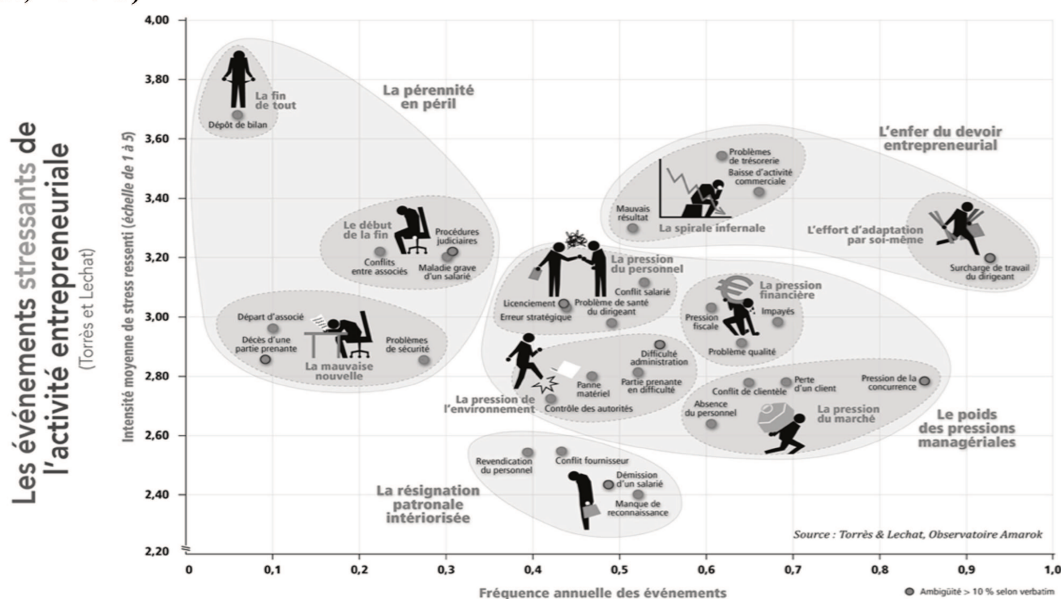 Les événements stressants de
l'activité entrepreneuriale
(Torrès et Lechat)
Intensité moyenne de stress ressenti (échelle de 1 à 5)
4,00
3,80
3,60
3,40
3,20
3,00
2,80
2,60
2,40
2,20
La fin
de tout
Dépôt de bilan
La pérennité
en péril
Le début
de la fin
Procédures
judiciaires
Conflits
entre associés
Maladie grave
d'un salarié
Départ d'associé
Décès d'une
partie prenante
Problèmes
de sécurité
La mauvaise
nouvelle
L'enfer du devoir
entrepreneurial
Problèmes
de trésorerie
Baisse d'activité
commerciale
Mauvais
résultat
La spirale infernale
L'effort d'adaptation
par soi-même
Surcharge de travail
du dirigeant
La pression
du personnel
Conflit salarié
Licenciement
Problème de santé
du dirigeant
Erreur stratégique
La pression
financière
Pression
fiscale
Impayés
Problème qualité
Difficulté
administration
Panne
matériel
Partie prenante
en difficulté
La pression de
l'environnement
Contrôle des autorités
Conflit de clientèle
Perte
d'un client
Pression de la
concurrence
Absence
du personnel
La pression
du marché
Le poids
des pressions
managériales
Revendication
du personnel
Conflit fournisseur
Démission
d'un salarié
Manque de
reconnaissance
La résignation
patronale
intériorisée
Source : Torrès & Lechat, Observatoire Amarok
0
0,1
0,2
0,3
0,4
0,5
0,6
0,7
0,8
0,9
1,0
Fréquence annuelle des événements
Ambigüité > 10 % selon verbatim